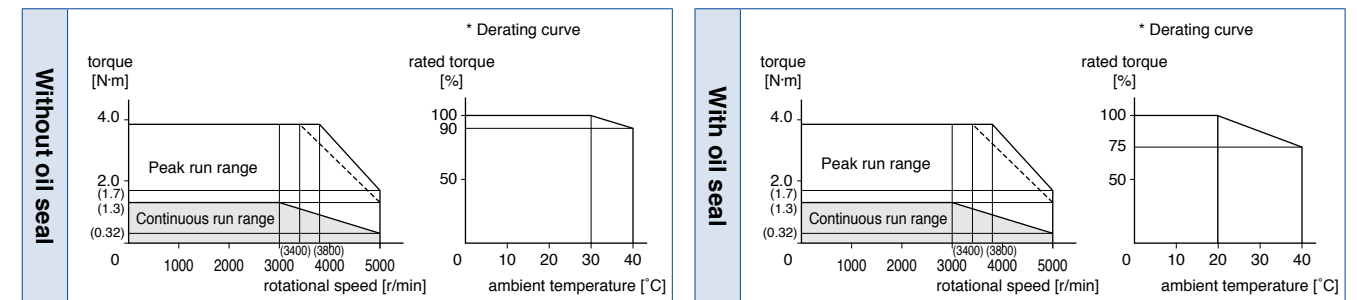 Without oil seal
* Derating curve
torque
[N·m]
4.0
2.0
(1.7)
(1.3)
(0.32)
Peak run range
Continuous run range
0
1000
2000
3000
(3400)
(3800)
4000
5000
rotational speed [r/min]
rated torque
[%]
100
90
50
0
10
20
30
40
ambient temperature [˚C]
With oil seal
* Derating curve
torque
[N·m]
4.0
2.0
(1.7)
(1.3)
(0.32)
Peak run range
Continuous run range
0
1000
2000
3000
(3400)
(3800)
4000
5000
rotational speed [r/min]
rated torque
[%]
100
75
50
0
10
20
30
40
ambient temperature [˚C]